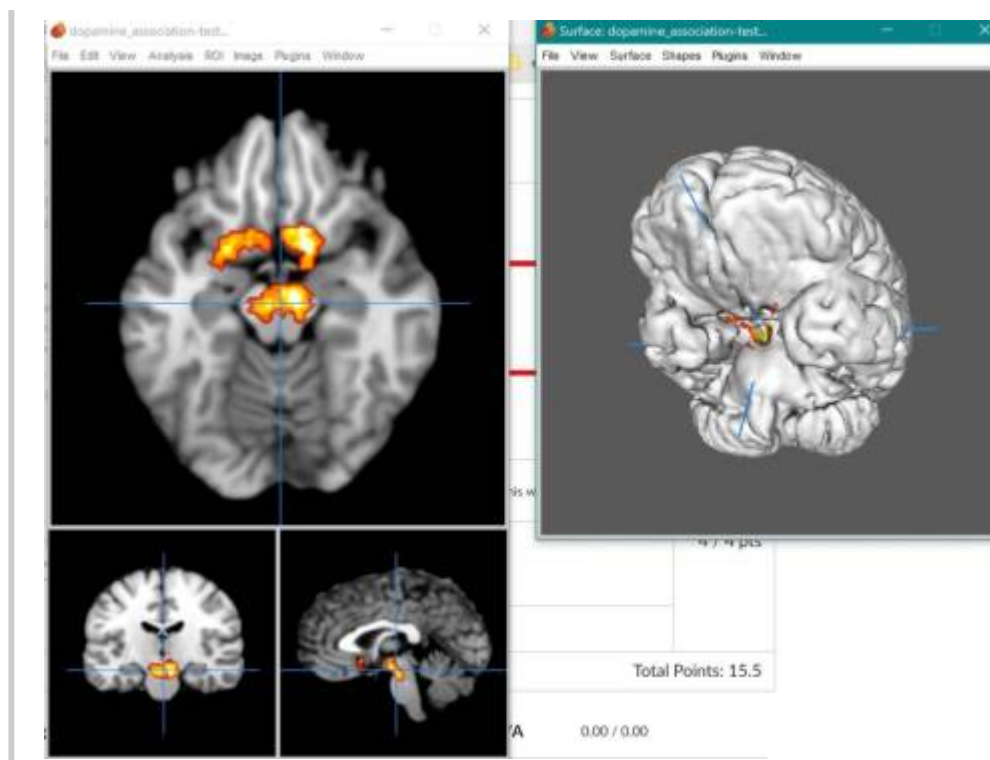 dopamine_association-test...
File Edit View Analysis ROI Image Plugins Window
Surface: dopamine_association-test...
File View Surface Shapes Plugins Window
his w
4 / 4 pts
Total Points: 15.5
/A
0.00 / 0.00